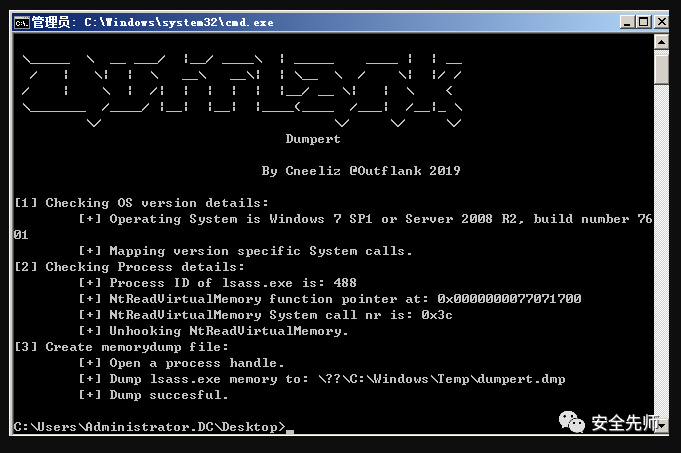 管理员: C:\Windows\system32\cmd.exe
Outflank
Dumpert
By Cneeliz @Outflank 2019
[1] Checking OS version details:
[+] Operating System is Windows 7 SP1 or Server 2008 R2, build number 76
01
[+] Mapping version specific System calls.
[2] Checking Process details:
[+] Process ID of lsass.exe is: 488
[+] NtReadVirtualMemory function pointer at: 0x0000000077071700
[+] NtReadVirtualMemory System call nr is: 0x3c
[+] Unhooking NtReadVirtualMemory.
[3] Create memorydump file:
[+] Open a process handle.
[+] Dump lsass.exe memory to: \??\C:\Windows\Temp\dumpert.dmp
[+] Dump succesful.
C:\Users\Administrator.DC\Desktop>_
安全先师